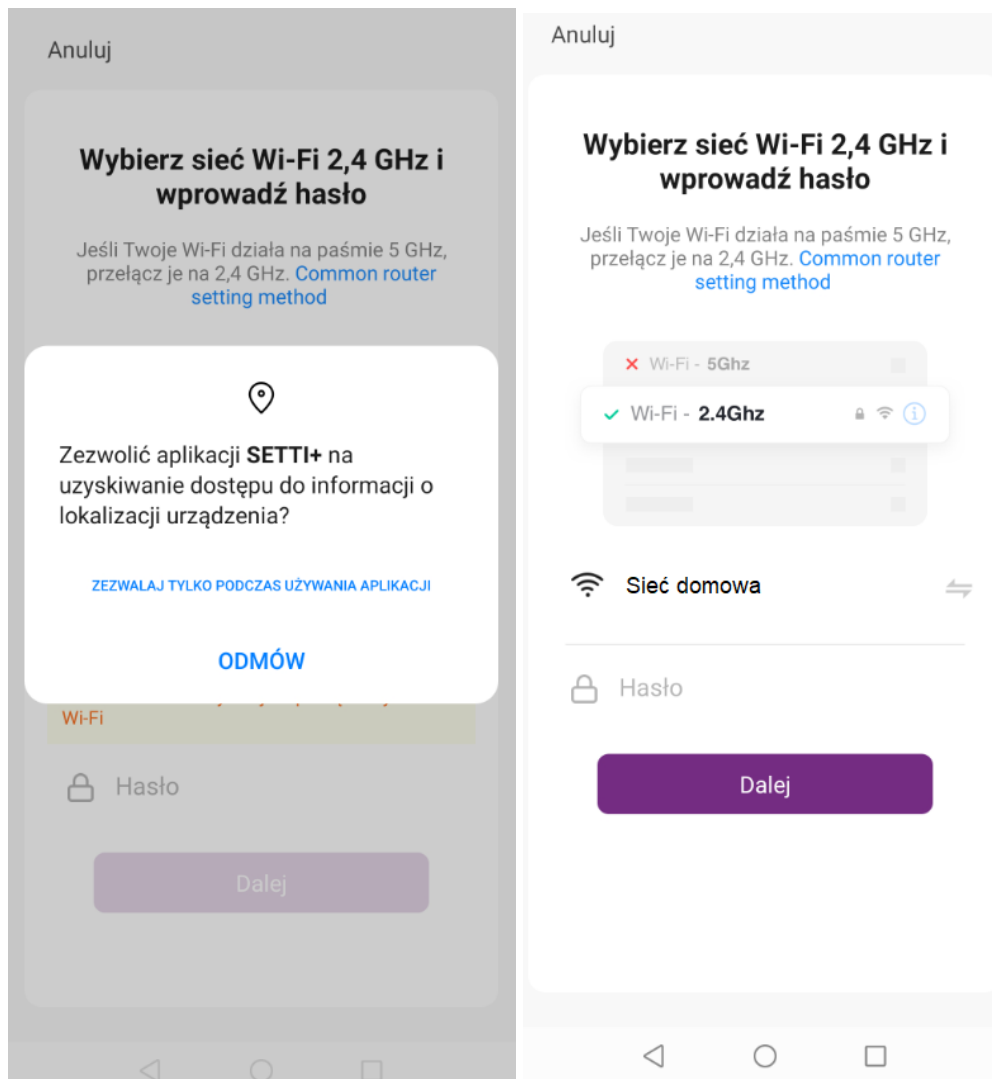 Anuluj
Wybierz sieć Wi-Fi 2,4 GHz i
wprowadź hasło
Jeśli Twoje Wi-Fi działa na paśmie 5 GHz,
przełącz je na 2,4 GHz. Common router
setting method
Zezwolić aplikacji SETTI+ na
uzyskiwanie dostępu do informacji o
lokalizacji urządzenia?
ZEZWALAJ TYLKO PODCZAS UŻYWANIA APLIKACJI
ODMÓW
Wi-Fi
Hasło
Dalej
Anuluj
Wybierz sieć Wi-Fi 2,4 GHz i
wprowadź hasło
Jeśli Twoje Wi-Fi działa na paśmie 5 GHz,
przełącz je na 2,4 GHz. Common router
setting method
Wi-Fi - 5Ghz
Wi-Fi - 2.4Ghz
Sieć domowa
Hasło
Dalej